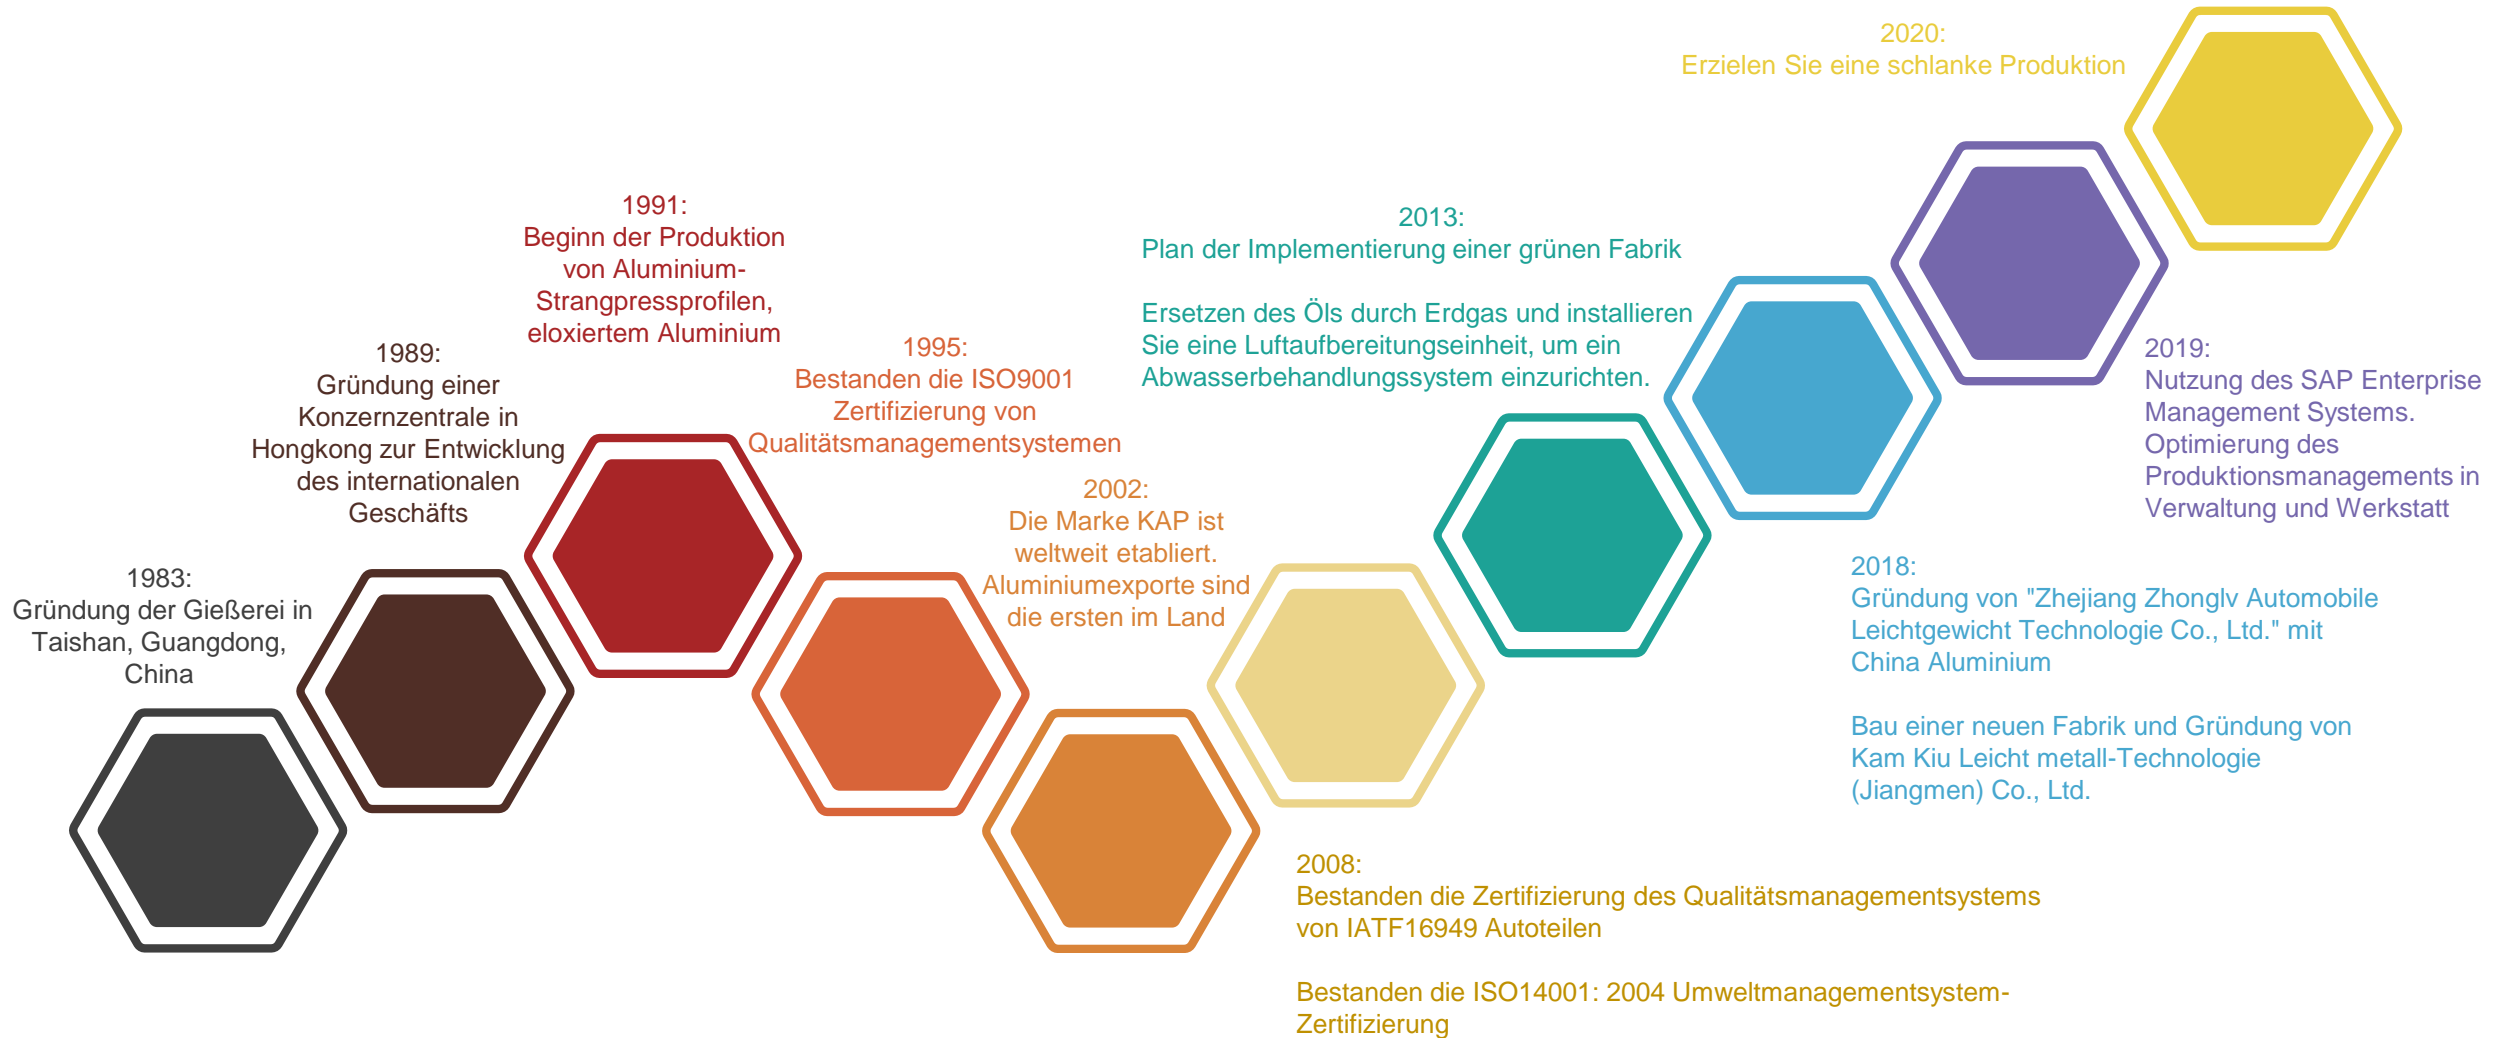 1983:
Gründung der Gießerei in
Taishan, Guangdong,
China
1989:
Gründung einer
Konzernzentrale in
Hongkong zur Entwicklung
des internationalen
Geschäfts
1991:
Beginn der Produktion
von Aluminium-
Strangpressprofilen,
eloxiertem Aluminium
1995:
Bestanden die ISO9001
Zertifizierung von
Qualitätsmanagementsystemen
2002:
Die Marke KAP ist
weltweit etabliert.
Aluminiumexporte sind
die ersten im Land
2008:
Bestanden die Zertifizierung des Qualitätsmanagementsystems
von IATF16949 Autoteilen
Bestanden die ISO14001: 2004 Umweltmanagementsystem-
Zertifizierung
2013:
Plan der Implementierung einer grünen Fabrik
Ersetzen des Öls durch Erdgas und installieren
Sie eine Luftaufbereitungseinheit, um ein
Abwasserbehandlungssystem einzurichten.
2018:
Gründung von "Zhejiang Zhonglv Automobile
Leichtgewicht Technologie Co., Ltd." mit
China Aluminium
Bau einer neuen Fabrik und Gründung von
Kam Kiu Leicht metall-Technologie
(Jiangmen) Co., Ltd.
2019:
Nutzung des SAP Enterprise
Management Systems.
Optimierung des
Produktionsmanagements in
Verwaltung und Werkstatt
2020:
Erzielen Sie eine schlanke Produktion